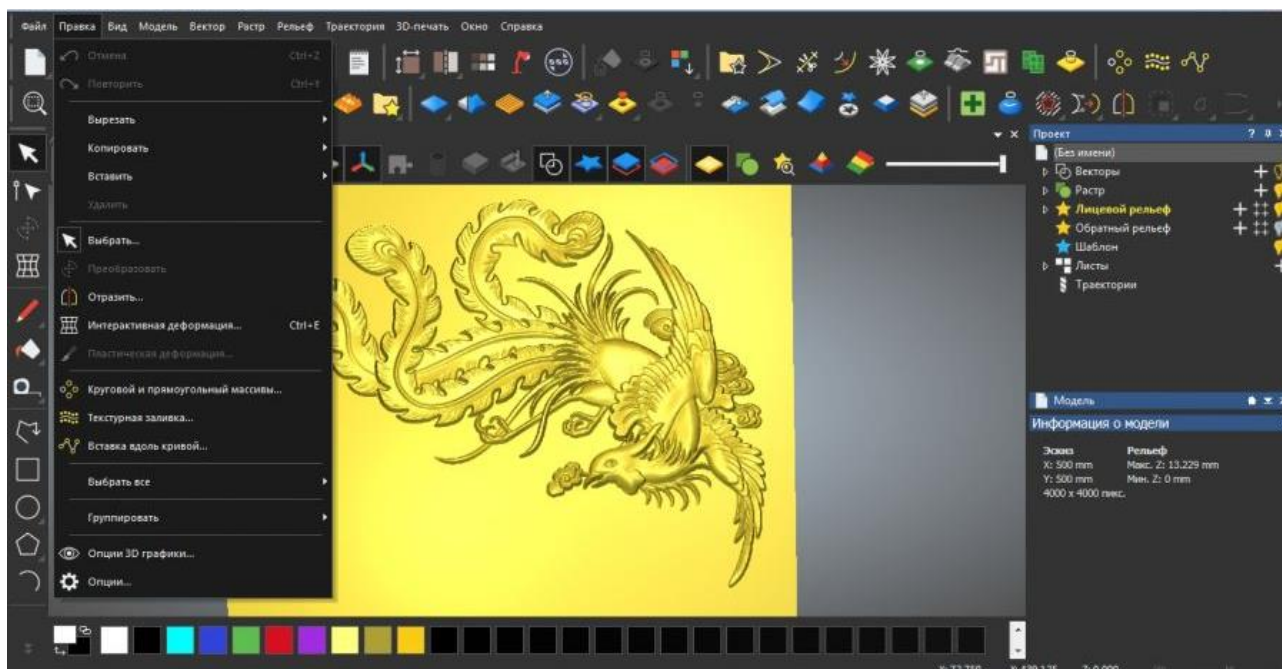 Файл Правка Вид Модель Вектор Растр Рельеф Траектория 3D-печать Окно Справка
Отмена Ctrl+Z
Повторить Ctrl+Y
Вырезать
Копировать
Вставить
Удалить
Выбрать...
Преобразовать
Отразить...
Интерактивная деформация... Ctrl+E
Пластическая деформация...
Круговой и прямоугольный массивы...
Текстурная заливка...
Вставка вдоль кривой...
Выбрать все
Группировать
Опции 3D графики...
Опции...
Проект
(Без имени)
Векторы
Растр
Лицевой рельеф
Обратный рельеф
Шаблон
Листы
Траектории
Модель
Информация о модели
Эскиз Рельеф
X: 500 mm Макс. Z: 13.229 mm
Y: 500 mm Мин. Z: 0 mm
4000 x 4000 пикс.